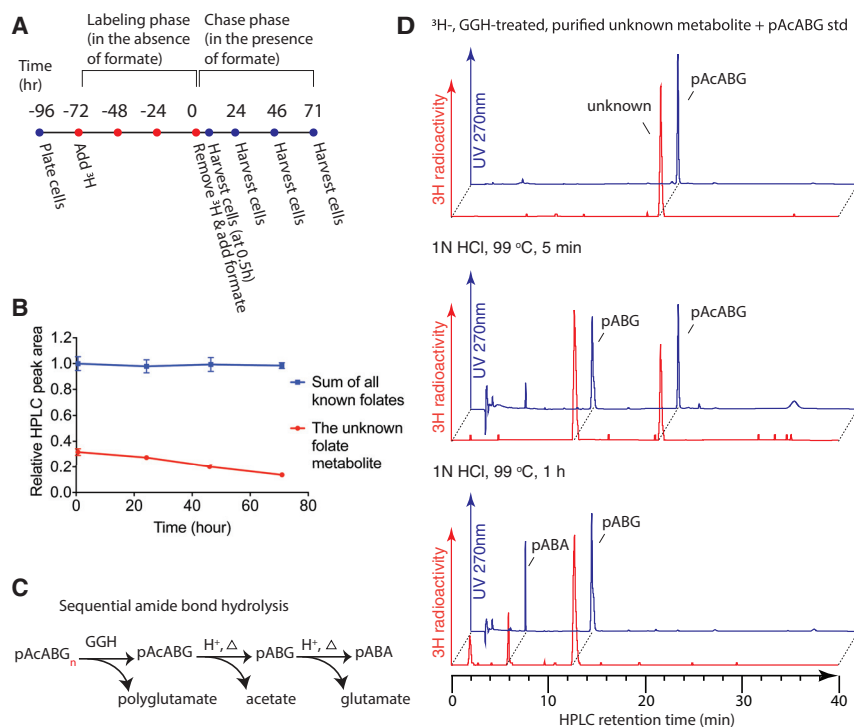 A
Labeling phase
(in the absence
of formate)
Chase phase
(in the presence
of formate)
Time
(hr)
-96 -72 -48 -24 0 24 46 71
Plate cells
Add ³H
Remove ³H & add formate
Harvest cells (at 0.5h)
Harvest cells
Harvest cells
Harvest cells
B
Relative HPLC peak area
1.2
1.0
0.8
0.6
0.4
0.2
0.0
0 20 40 60 80
Time (hour)
Sum of all
known folates
The unknown
folate
metabolite
C
Sequential amide bond hydrolysis
pAcABGn GGH pAcABG H⁺, △ pABG H⁺, △ pABA
polyglutamate acetate glutamate
D
³H-, GGH-treated, purified unknown metabolite + pAcABG std
3H radioactivity
UV 270nm
unknown
pAcABG
1N HCl, 99 °C, 5 min
3H radioactivity
UV 270nm
pABG
pAcABG
1N HCl, 99 °C, 1 h
3H radioactivity
UV 270nm
pABA
pABG
0 10 20 30 40
HPLC retention time (min)